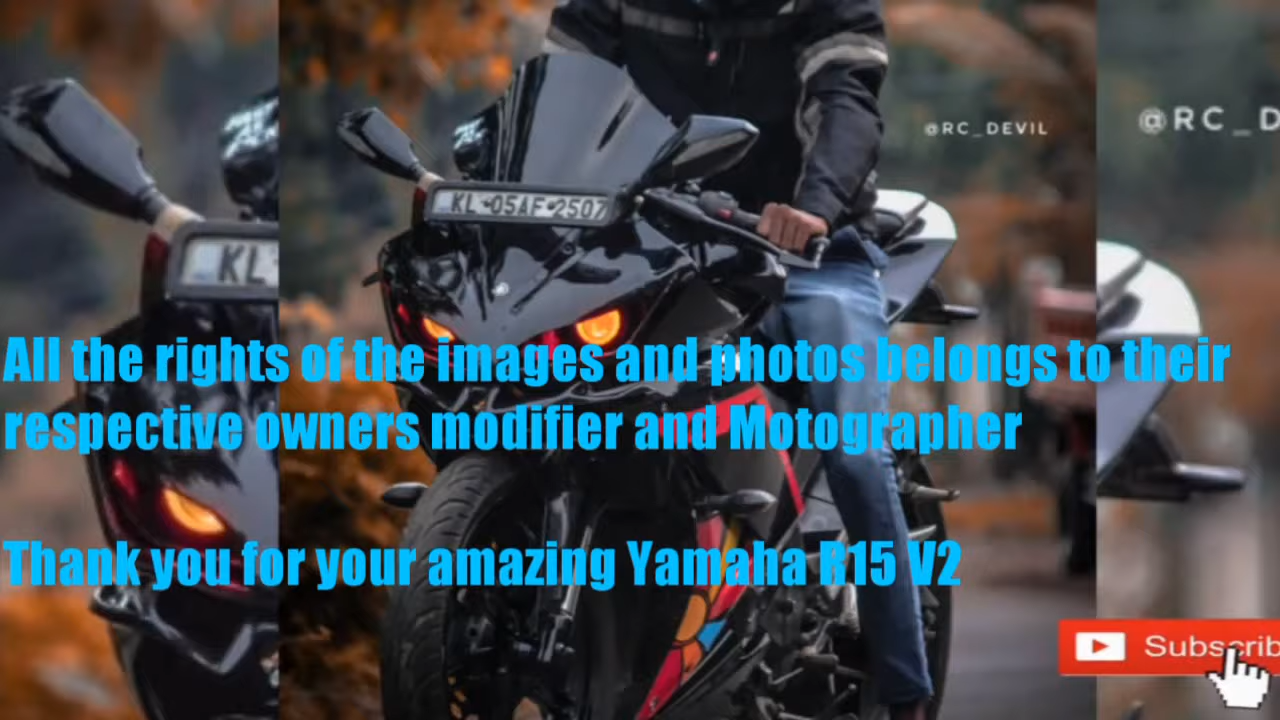 @RC_DEVIL
@RC_D
KL 05AF 2507
KL
All the rights of the images and photos belongs to their
respective owners modifier and Motographer
Thank you for your amazing Yamaha R15 V2
Subscrib